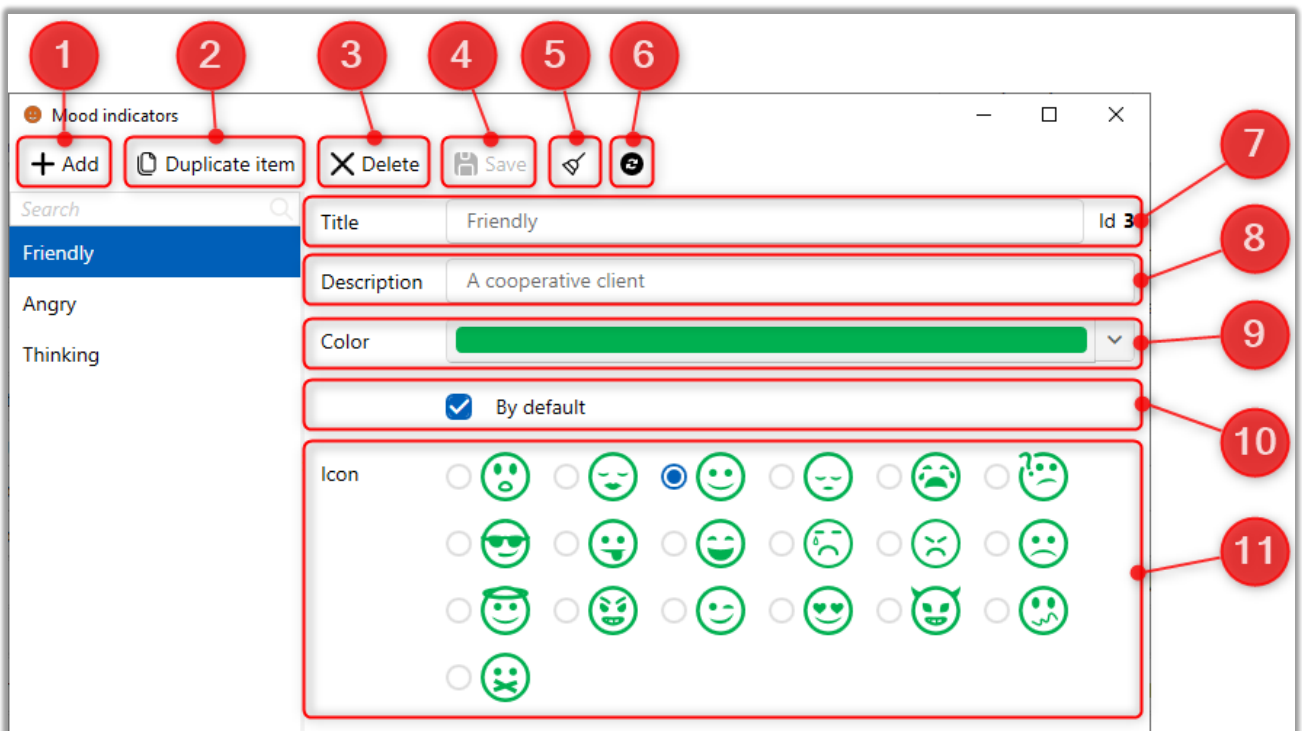 1 2 3 4 5 6
Mood indicators
Add Duplicate item Delete Save
7
Search
Title Friendly Id 3
8
Friendly
Description A cooperative client
Angry
9
Color
Thinking
By default
10
Icon
11